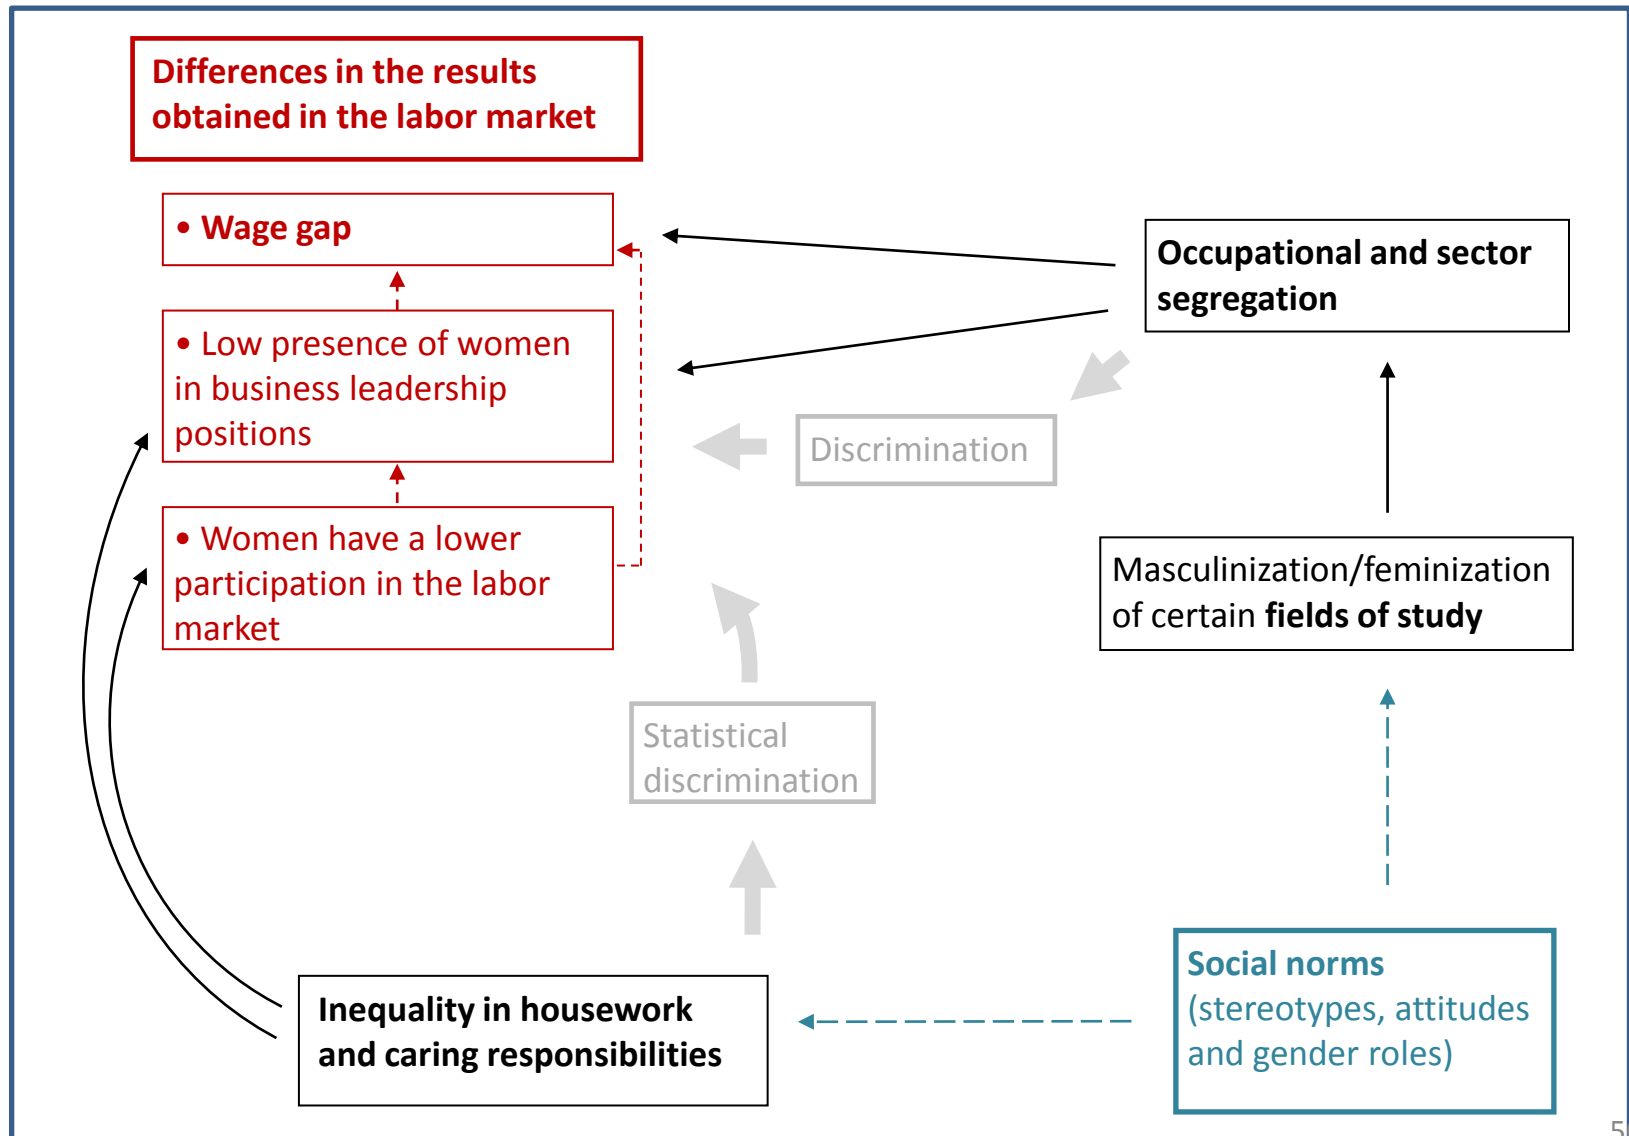 Differences in the results
obtained in the labor market
• Wage gap
• Low presence of women
in business leadership
positions
• Women have a lower
participation in the labor
market
Occupational and sector
segregation
Discrimination
Masculinization/feminization
of certain fields of study
Statistical
discrimination
Inequality in housework
and caring responsibilities
Social norms
(stereotypes, attitudes
and gender roles)
5